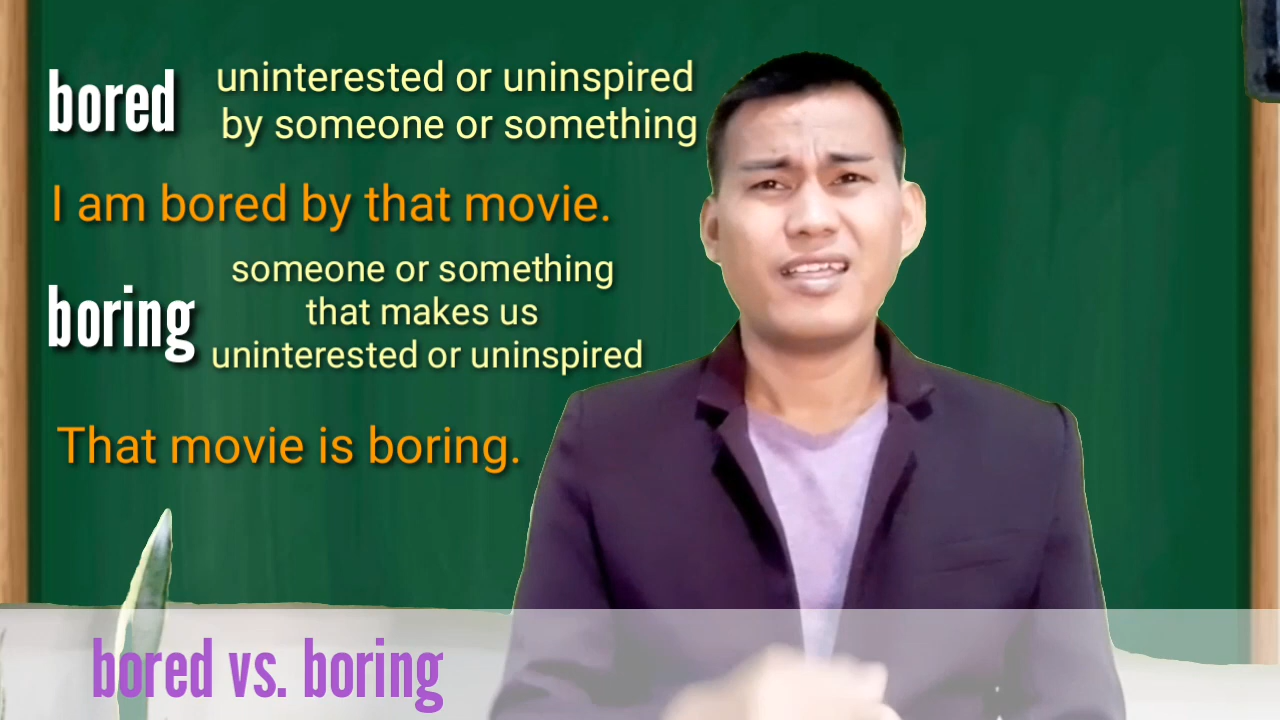 bored
uninterested or uninspired
by someone or something
I am bored by that movie.
boring
someone or something
that makes us
uninterested or uninspired
That movie is boring.
bored vs. boring